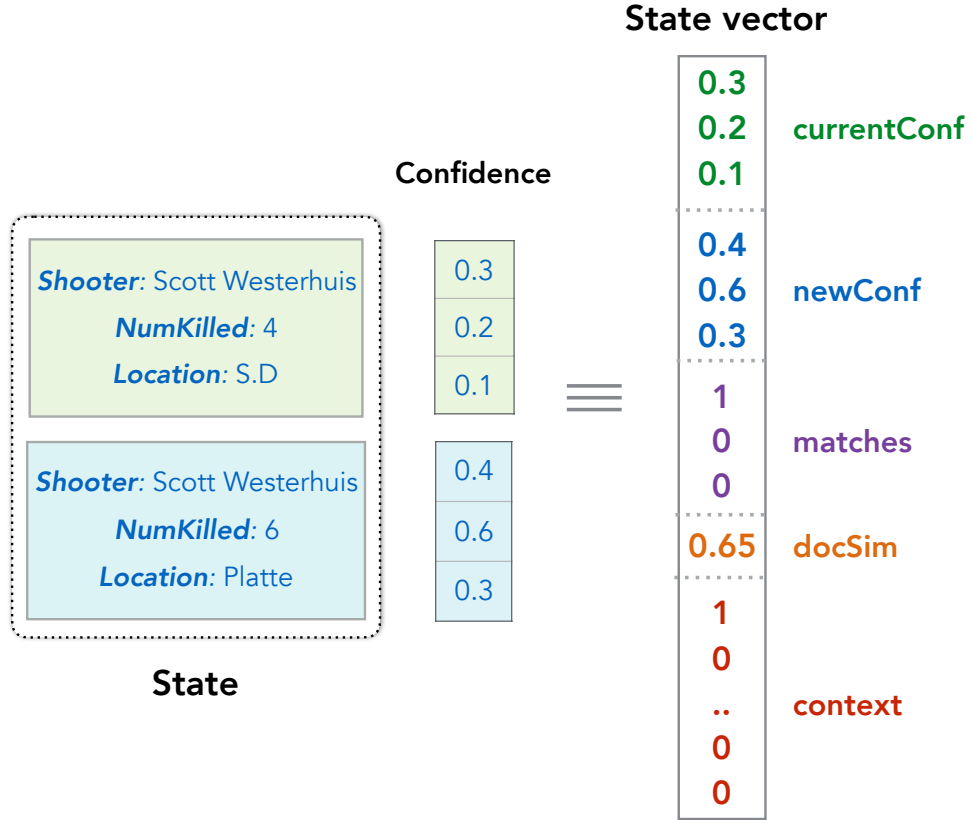 State vector
0.3
0.2
0.1
currentConf
0.4
0.6
0.3
newConf
1
0
0
matches
0.65
docSim
1
0
..
0
0
context
Confidence
0.3
0.2
0.1
0.4
0.6
0.3
Shooter: Scott Westerhuis
NumKilled: 4
Location: S.D
Shooter: Scott Westerhuis
NumKilled: 6
Location: Platte
State